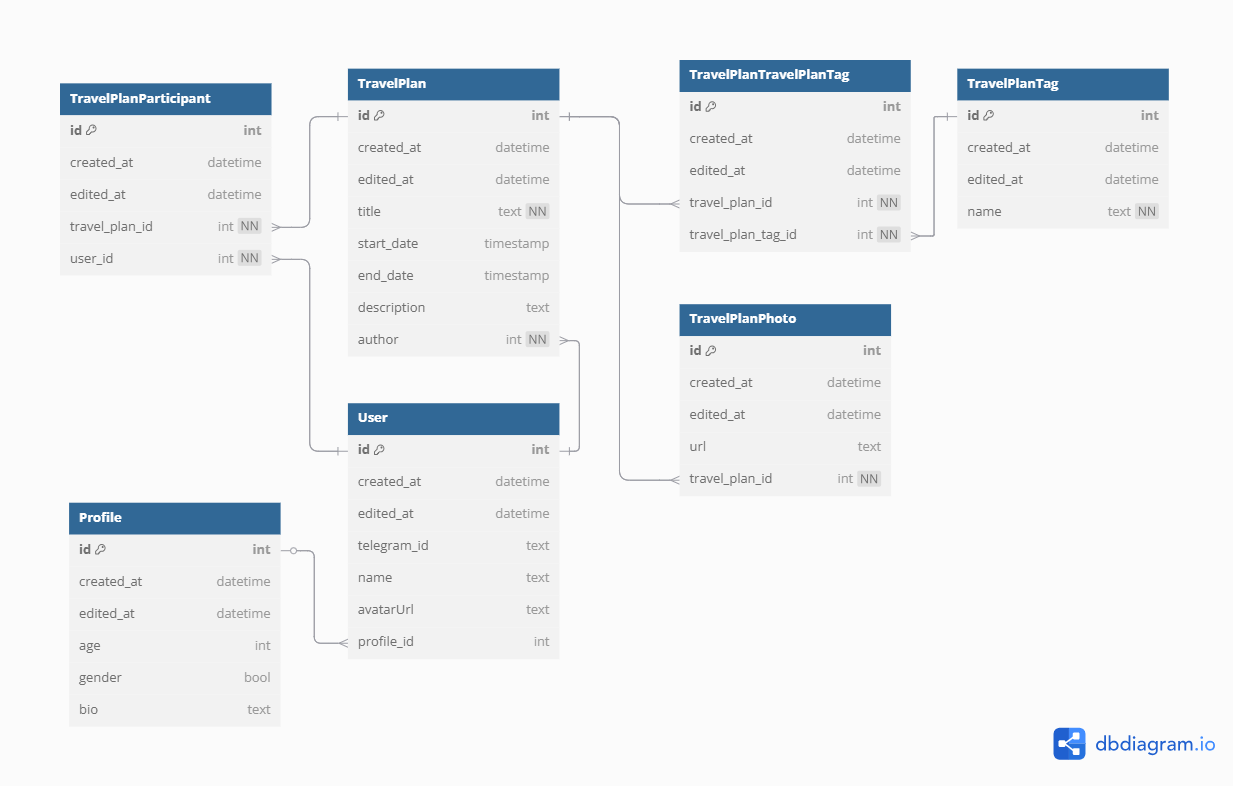 TravelPlanParticipant
id int
created_at datetime
edited_at datetime
travel_plan_id int NN
user_id int NN
TravelPlan
id int
created_at datetime
edited_at datetime
title text NN
start_date timestamp
end_date timestamp
description text
author int NN
TravelPlanTravelPlanTag
id int
created_at datetime
edited_at datetime
travel_plan_id int NN
travel_plan_tag_id int NN
TravelPlanTag
id int
created_at datetime
edited_at datetime
name text NN
TravelPlanPhoto
id int
created_at datetime
edited_at datetime
url text
travel_plan_id int NN
User
id int
created_at datetime
edited_at datetime
telegram_id text
name text
avatarUrl text
profile_id int
Profile
id int
created_at datetime
edited_at datetime
age int
gender bool
bio text
dbdiagram.io